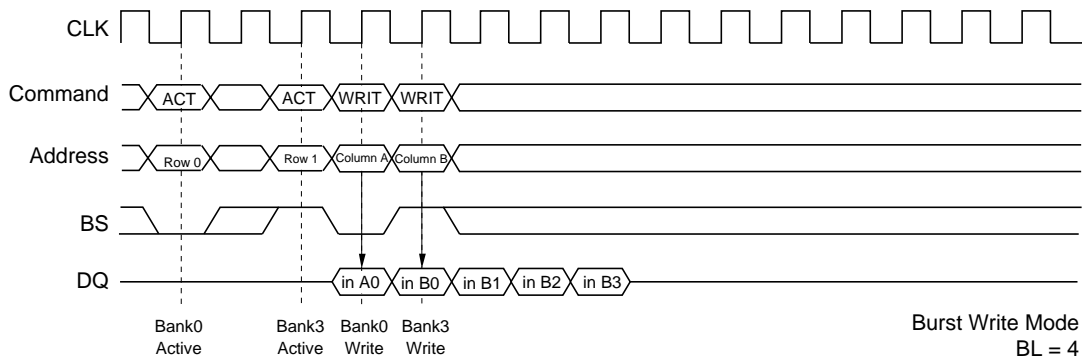 CLK
Command ACT ACT WRIT WRIT
Address Row 0 Row 1 Column A Column B
BS
DQ in A0 in B0 in B1 in B2 in B3
Bank0 Bank3 Bank0 Bank3
Active Active Write Write
Burst Write Mode
BL = 4